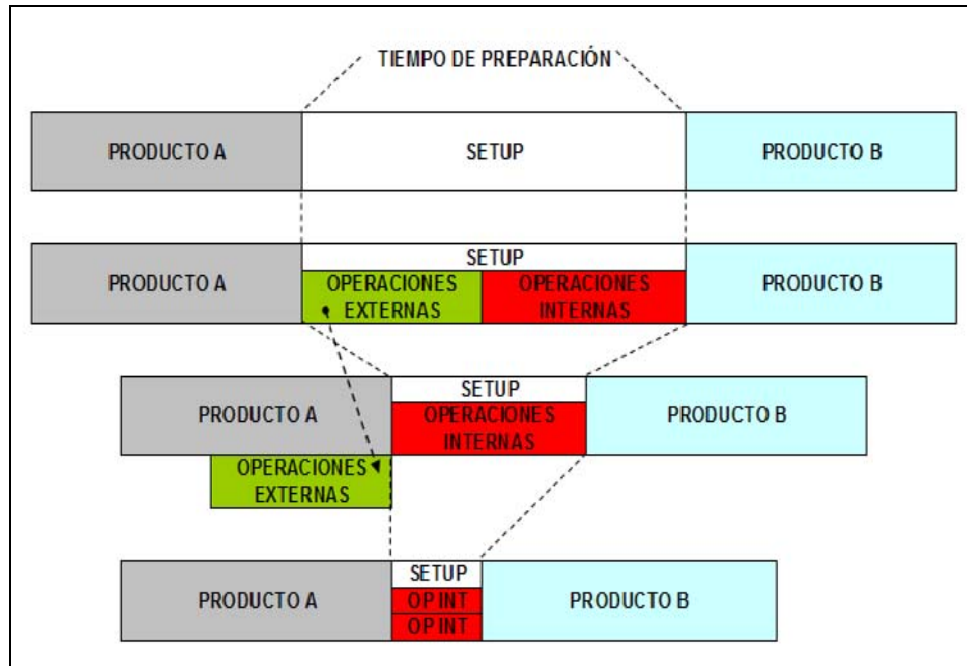 TIEMPO DE PREPARACIÓN
PRODUCTO A
SETUP
PRODUCTO B
PRODUCTO A
SETUP
OPERACIONES
EXTERNAS
OPERACIONES
INTERNAS
PRODUCTO B
PRODUCTO A
SETUP
OPERACIONES
INTERNAS
PRODUCTO B
OPERACIONES
EXTERNAS
PRODUCTO A
SETUP
OP INT
OP INT
PRODUCTO B